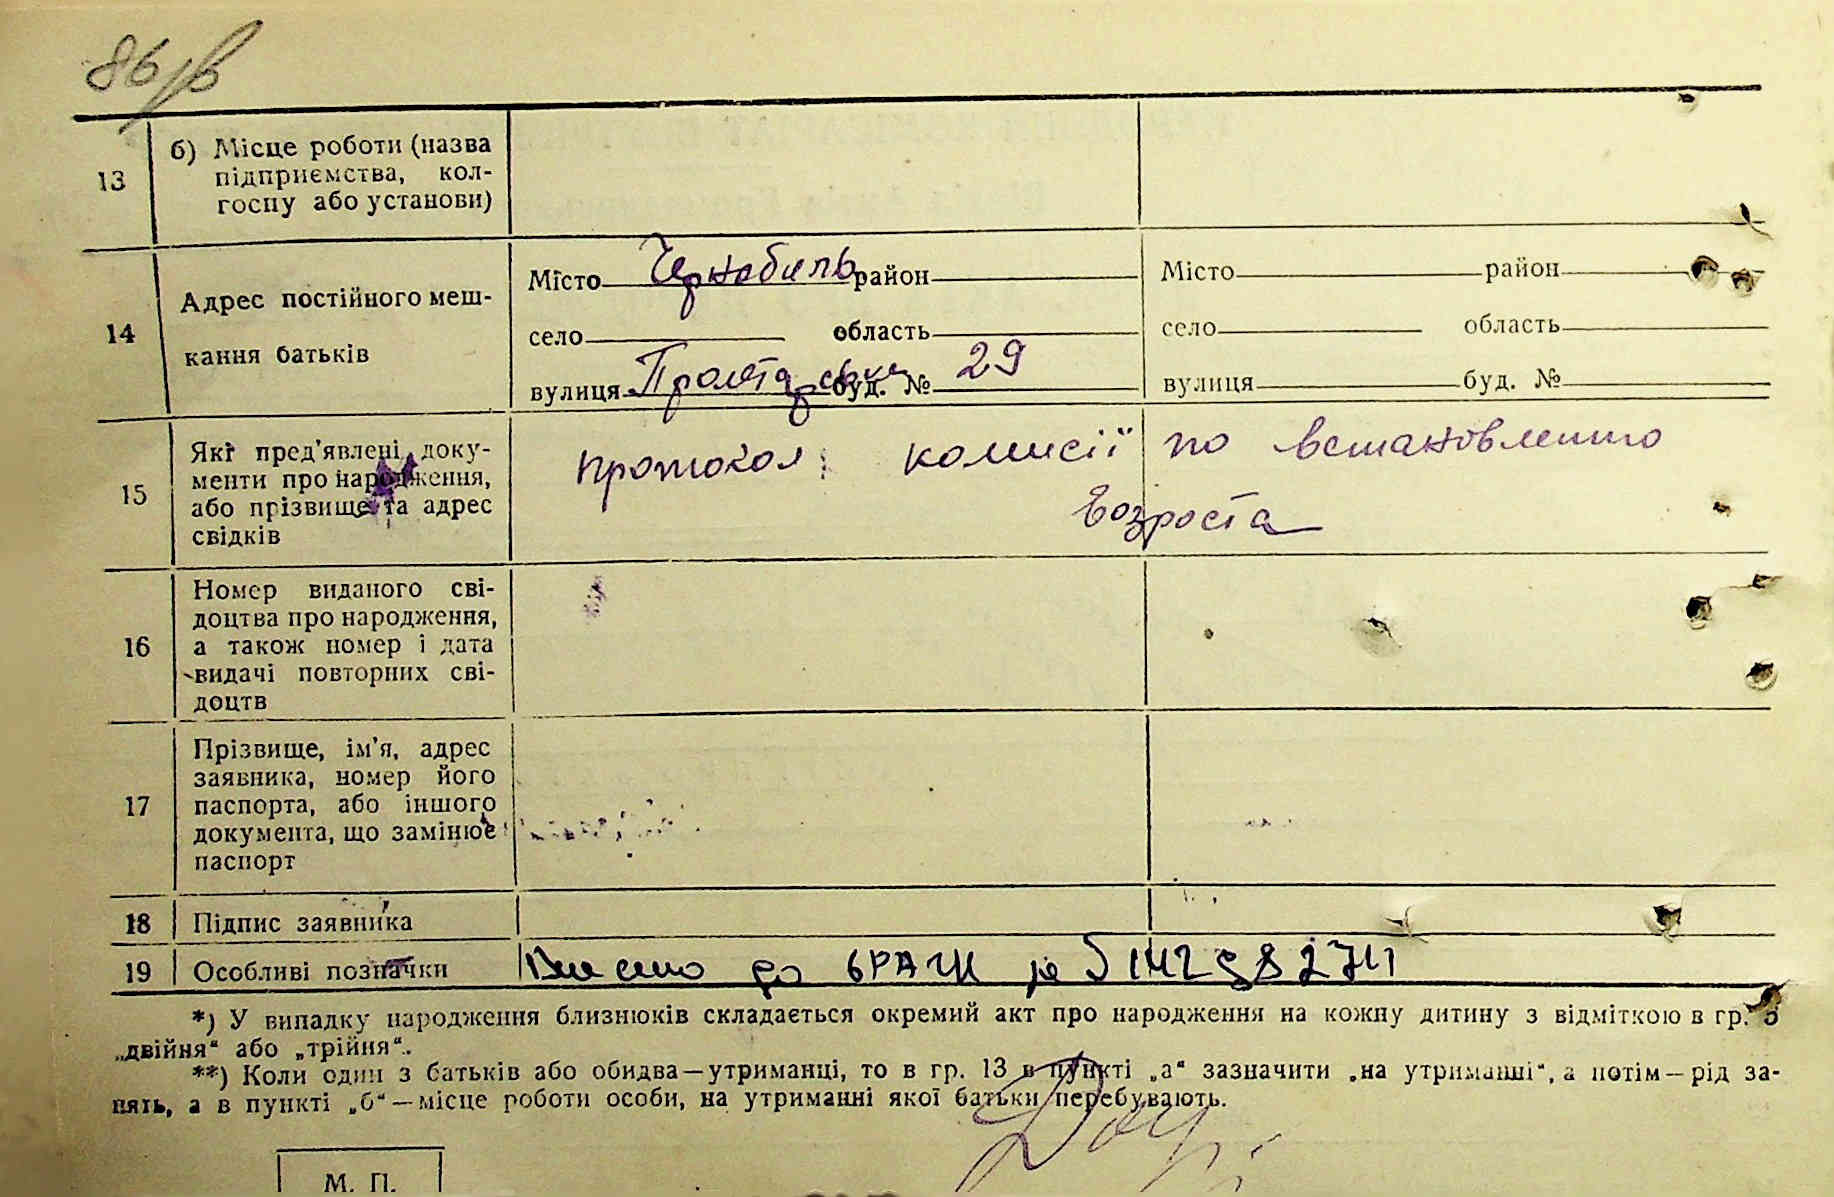 86
13
б) Місце роботи (назва
підприємства, кол-
госпу або установи)
14
Адрес постійного меш-
кання батьків
Місто Чернобиль район
село область
вулиця Пролетарська буд. № 29
Місто район
село область
вулиця буд. №
15
Які пред'явлені доку-
менти про народження,
або прізвище та адрес
свідків
протокол комисії по встановленню
возроста
16
Номер виданого сві-
доцтва про народження,
а також номер і дата
видачі повторних сві-
доцтв
17
Прізвище, ім'я, адрес
заявника, номер його
паспорта, або іншого
документа, що замінює
паспорт
18 Підпис заявника
19 Особливі позначки Внесено до
*) У випадку народження близнюків складається окремий акт про народження на кожну дитину з відміткою в гр. 3
„двійня“ або „трійня“.
**) Коли один з батьків або обидва—утриманці, то в гр. 13 в пункті „а“ зазначити „на утриманні“, а потім—рід за-
нять, а в пункті „б“—місце роботи особи, на утриманні якої батьки перебувають.
М. П.